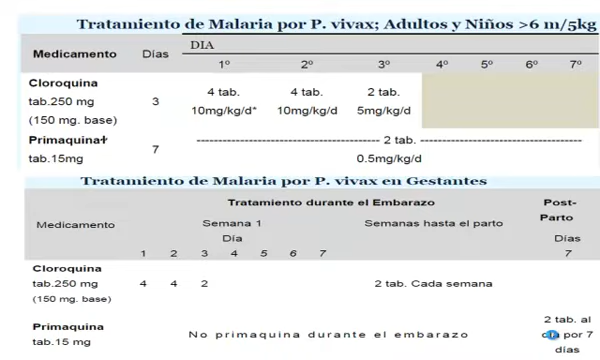 Tratamiento de Malaria por P. vivax; Adultos y Niños >6 m/5kg
Medicamento Días DIA
1º 2º 3º 4º 5º 6º 7º
Cloroquina
tab.250 mg
(150 mg. base)
3
4 tab. 4 tab. 2 tab.
10mg/kg/d* 10mg/kg/d 5mg/kg/d
Primaquina
tab.15mg
7
2 tab.
0.5mg/kg/d
Tratamiento de Malaria por P. vivax en Gestantes
Medicamento
Tratamiento durante el Embarazo
Post-
Parto
Semana 1 Semanas hasta el parto
Día Días
1 2 3 4 5 6 7 7
Cloroquina
tab.250 mg 4 4 2 2 tab. Cada semana
(150 mg. base)
Primaquina
tab.15 mg
No primaquina durante el embarazo
2 tab. al
día por 7
días